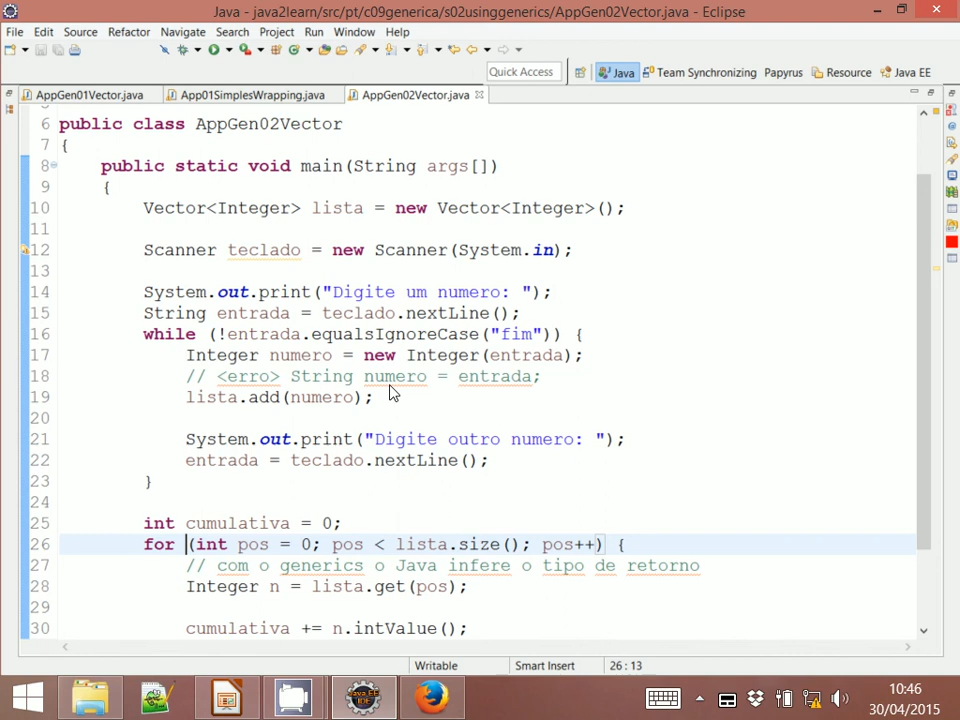 Java - java2learn/src/pt/c09generica/s02usinggenerics/AppGen02Vector.java - Eclipse
File Edit Source Refactor Navigate Search Project Run Window Help
Quick Access Java Team Synchronizing Papyrus Resource Java EE
AppGen01Vector.java App01SimplesWrapping.java AppGen02Vector.java
6 public class AppGen02Vector
7 {
8 public static void main(String args[])
9 {
10 Vector<Integer> lista = new Vector<Integer>();
11
12 Scanner teclado = new Scanner(System.in);
13
14 System.out.print("Digite um numero: ");
15 String entrada = teclado.nextLine();
16 while (!entrada.equalsIgnoreCase("fim")) {
17 Integer numero = new Integer(entrada);
18 // <erro> String numero = entrada;
19 lista.add(numero);
20
21 System.out.print("Digite outro numero: ");
22 entrada = teclado.nextLine();
23 }
24
25 int cumulativa = 0;
26 for (int pos = 0; pos < lista.size(); pos++) {
27 // com o generics o Java infere o tipo de retorno
28 Integer n = lista.get(pos);
29
30 cumulativa += n.intValue();
Writable Smart Insert 26 : 13
Java EE
IDE
10:46
30/04/2015